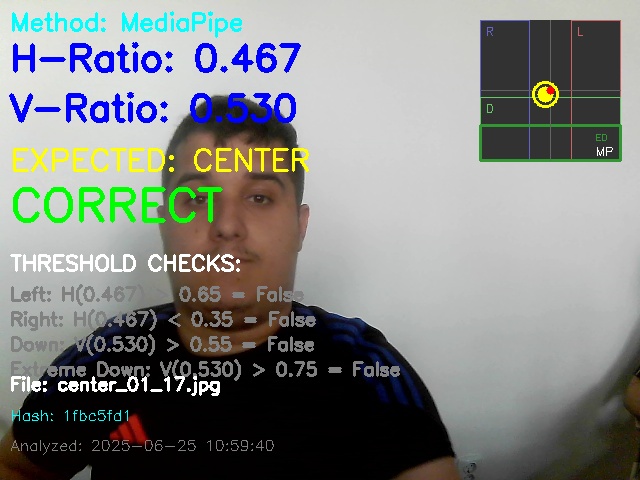 Method: MediaPipe
H-Ratio: 0.467
V-Ratio: 0.530
EXPECTED: CENTER
CORRECT
THRESHOLD CHECKS:
Left: H(0.467) > 0.65 = False
Right: H(0.467) < 0.35 = False
Down: V(0.530) > 0.55 = False
Extreme Down: V(0.530) > 0.75 = False
File: center_01_17.jpg
Hash: 1fbc5fd1
Analyzed: 2025-06-25 10:59:40
R L
D
ED
MP